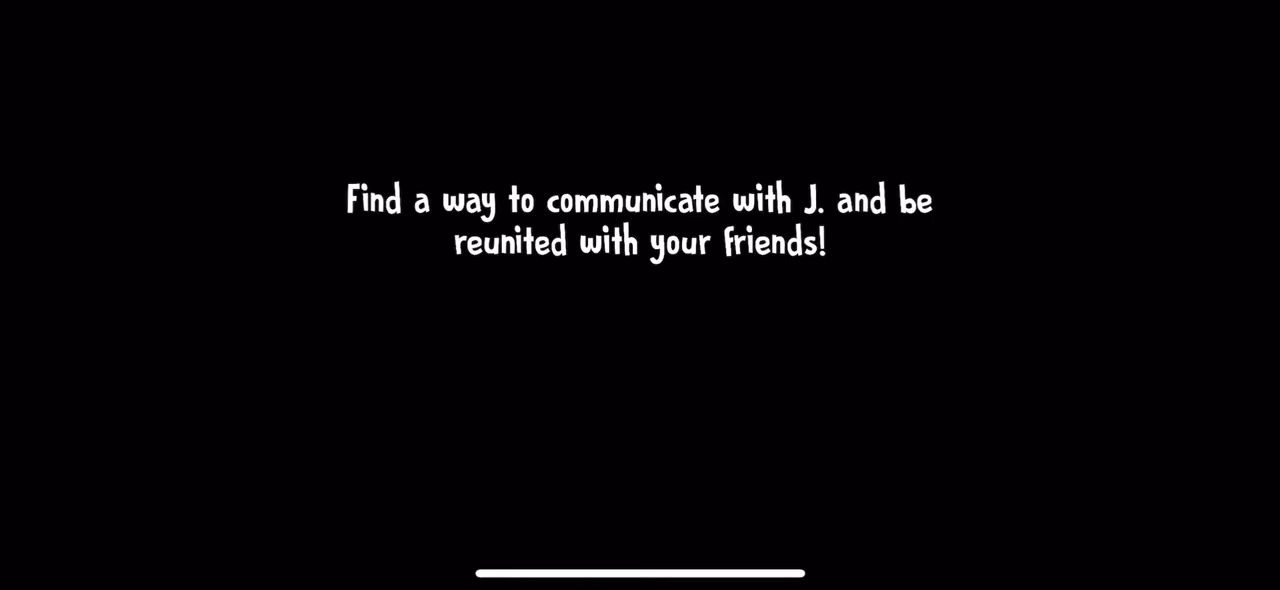 Find a way to communicate with J. and be
reunited with your friends!